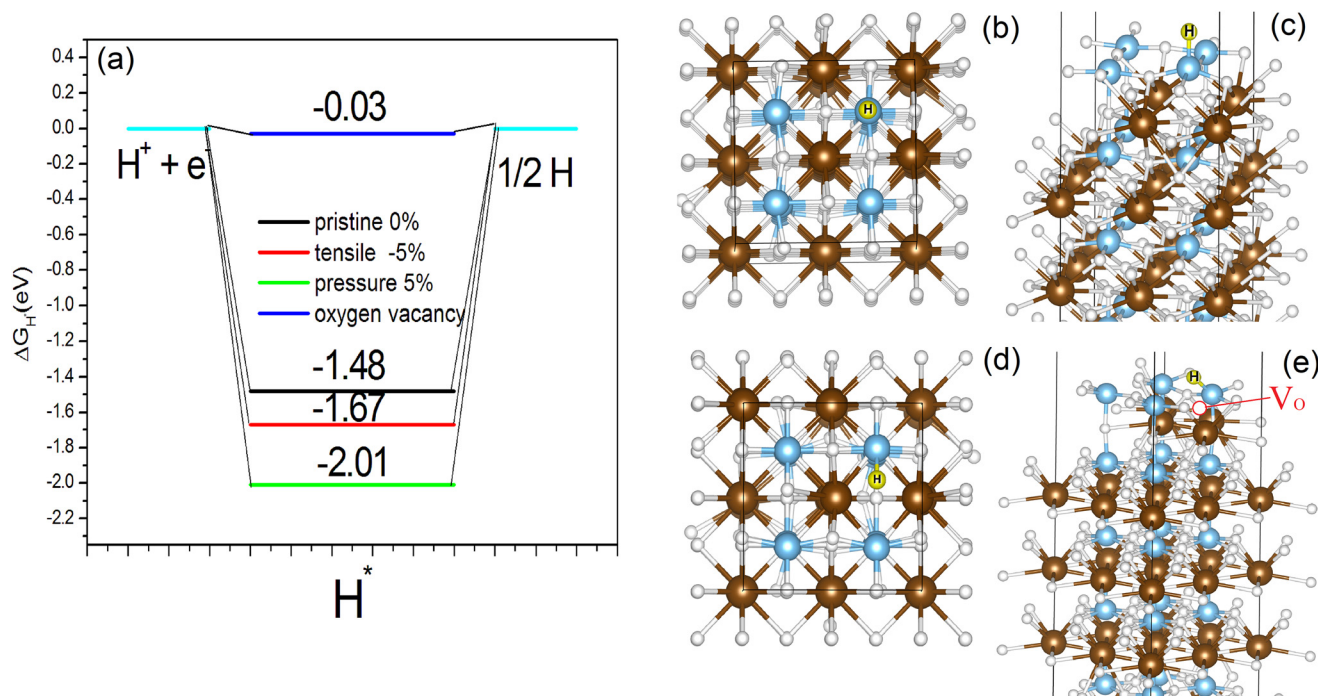 (a)
0.4
0.2
0.0
-0.2
-0.4
-0.6
-0.8
-1.0
-1.2
-1.4
-1.6
-1.8
-2.0
-2.2
ΔG_H*(eV)
-0.03
H⁺ + e⁻
1/2 H
pristine 0%
tensile -5%
pressure 5%
oxygen vacancy
-1.48
-1.67
-2.01
H*
(b)
H
(c)
H
(d)
H
(e)
H
V_O